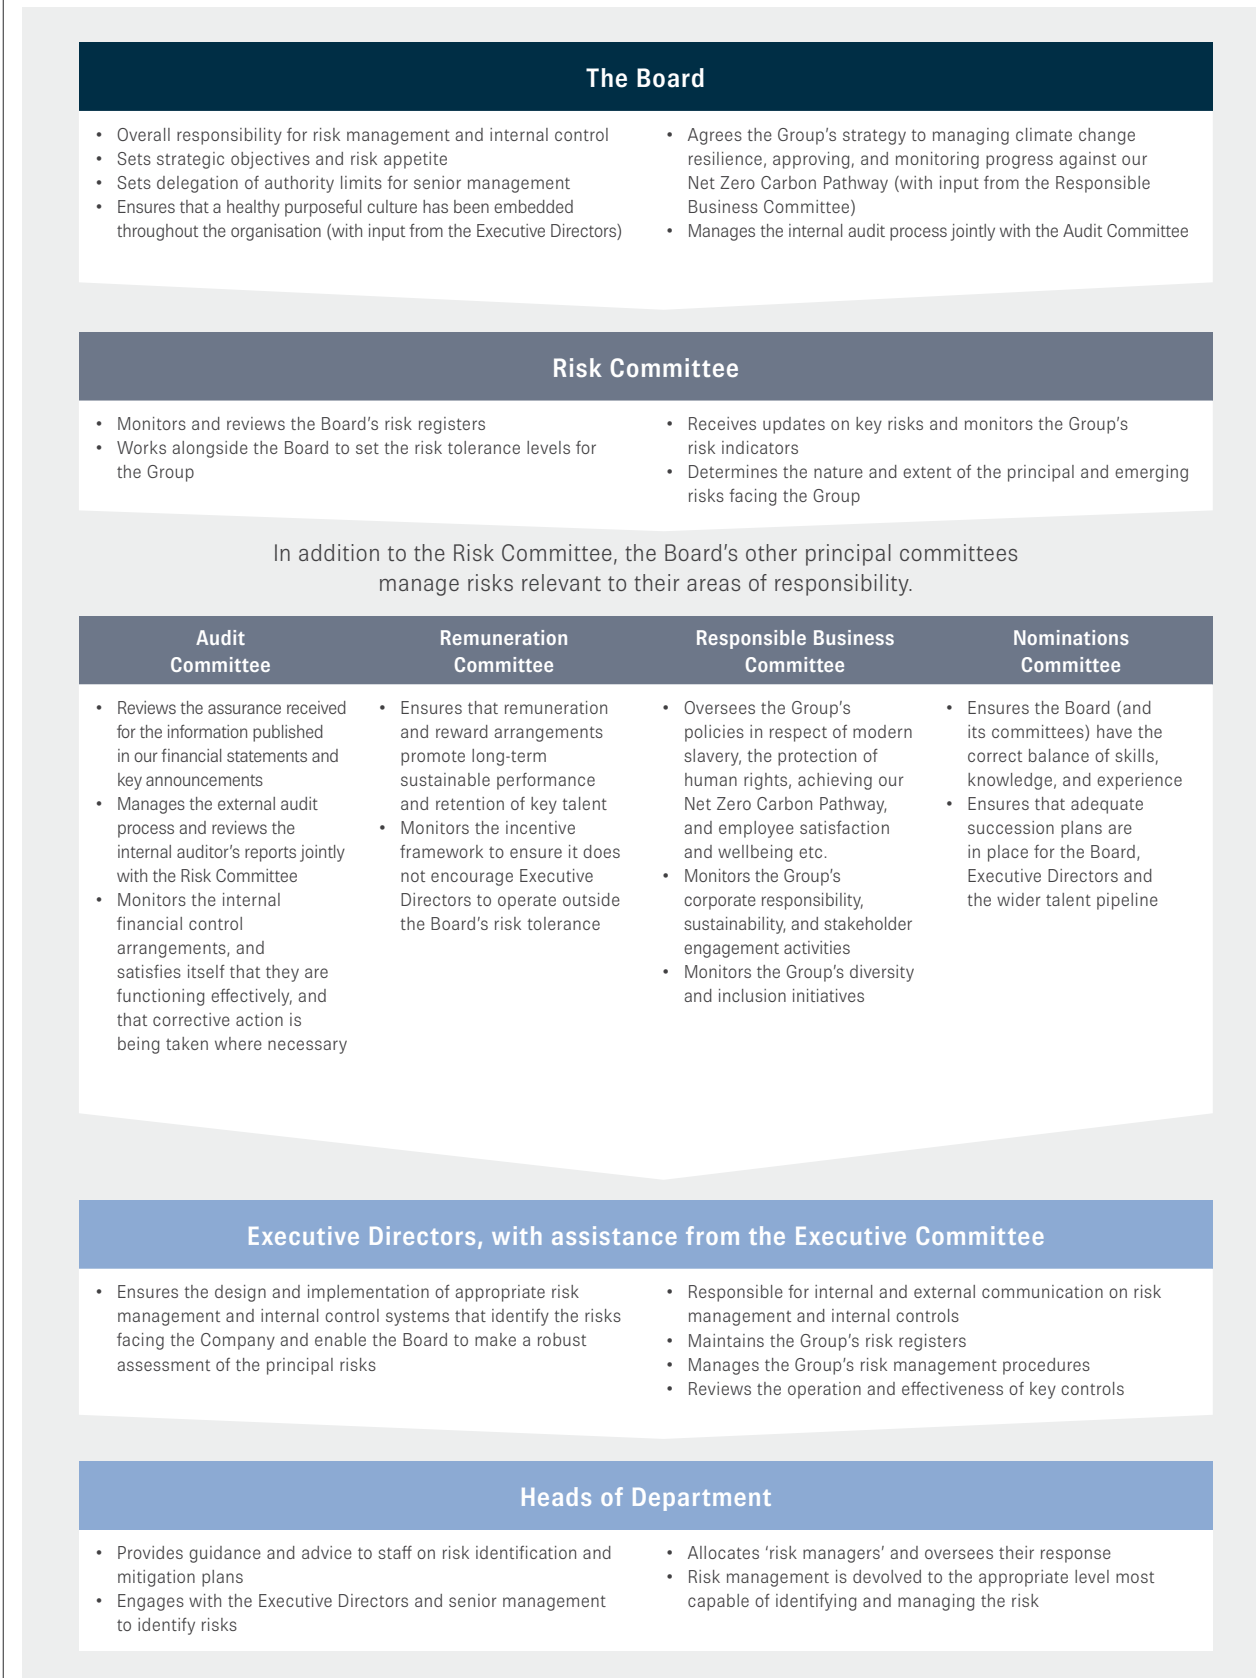 The Board
• Overall responsibility for risk management and internal control
• Sets strategic objectives and risk appetite
• Sets delegation of authority limits for senior management
• Ensures that a healthy purposeful culture has been embedded
throughout the organisation (with input from the Executive Directors)
• Agrees the Group's strategy to managing climate change
resilience, approving, and monitoring progress against our
Net Zero Carbon Pathway (with input from the Responsible
Business Committee)
• Manages the internal audit process jointly with the Audit Committee
Risk Committee
• Monitors and reviews the Board's risk registers
• Works alongside the Board to set the risk tolerance levels for
the Group
• Receives updates on key risks and monitors the Group's
risk indicators
• Determines the nature and extent of the principal and emerging
risks facing the Group
In addition to the Risk Committee, the Board's other principal committees
manage risks relevant to their areas of responsibility.
Audit
Committee
• Reviews the assurance received
for the information published
in our financial statements and
key announcements
• Manages the external audit
process and reviews the
internal auditor's reports jointly
with the Risk Committee
• Monitors the internal
financial control
arrangements, and
satisfies itself that they are
functioning effectively, and
that corrective action is
being taken where necessary
Remuneration
Committee
• Ensures that remuneration
and reward arrangements
promote long-term
sustainable performance
and retention of key talent
• Monitors the incentive
framework to ensure it does
not encourage Executive
Directors to operate outside
the Board's risk tolerance
Responsible Business
Committee
• Oversees the Group's
policies in respect of modern
slavery, the protection of
human rights, achieving our
Net Zero Carbon Pathway,
and employee satisfaction
and wellbeing etc.
• Monitors the Group's
corporate responsibility,
sustainability, and stakeholder
engagement activities
• Monitors the Group's diversity
and inclusion initiatives
Nominations
Committee
• Ensures the Board (and
its committees) have the
correct balance of skills,
knowledge, and experience
• Ensures that adequate
succession plans are
in place for the Board,
Executive Directors and
the wider talent pipeline
Executive Directors, with assistance from the Executive Committee
• Ensures the design and implementation of appropriate risk
management and internal control systems that identify the risks
facing the Company and enable the Board to make a robust
assessment of the principal risks
• Responsible for internal and external communication on risk
management and internal controls
• Maintains the Group's risk registers
• Manages the Group's risk management procedures
• Reviews the operation and effectiveness of key controls
Heads of Department
• Provides guidance and advice to staff on risk identification and
mitigation plans
• Engages with the Executive Directors and senior management
to identify risks
• Allocates 'risk managers' and oversees their response
• Risk management is devolved to the appropriate level most
capable of identifying and managing the risk